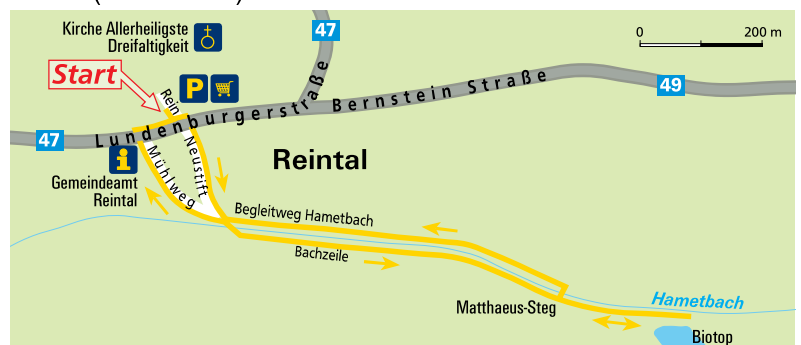 (
)
Kirche Allerheiligste
Dreifaltigkeit
47
0
200 m
Start
P
Rein
49
47
Lundenburgerstraße
Bernstein Straße
i
Gemeindeamt
Reintal
Mühlweg
Neustift
Reintal
Begleitweg Hametbach
Bachzeile
Matthaeus-Steg
Hametbach
Biotop